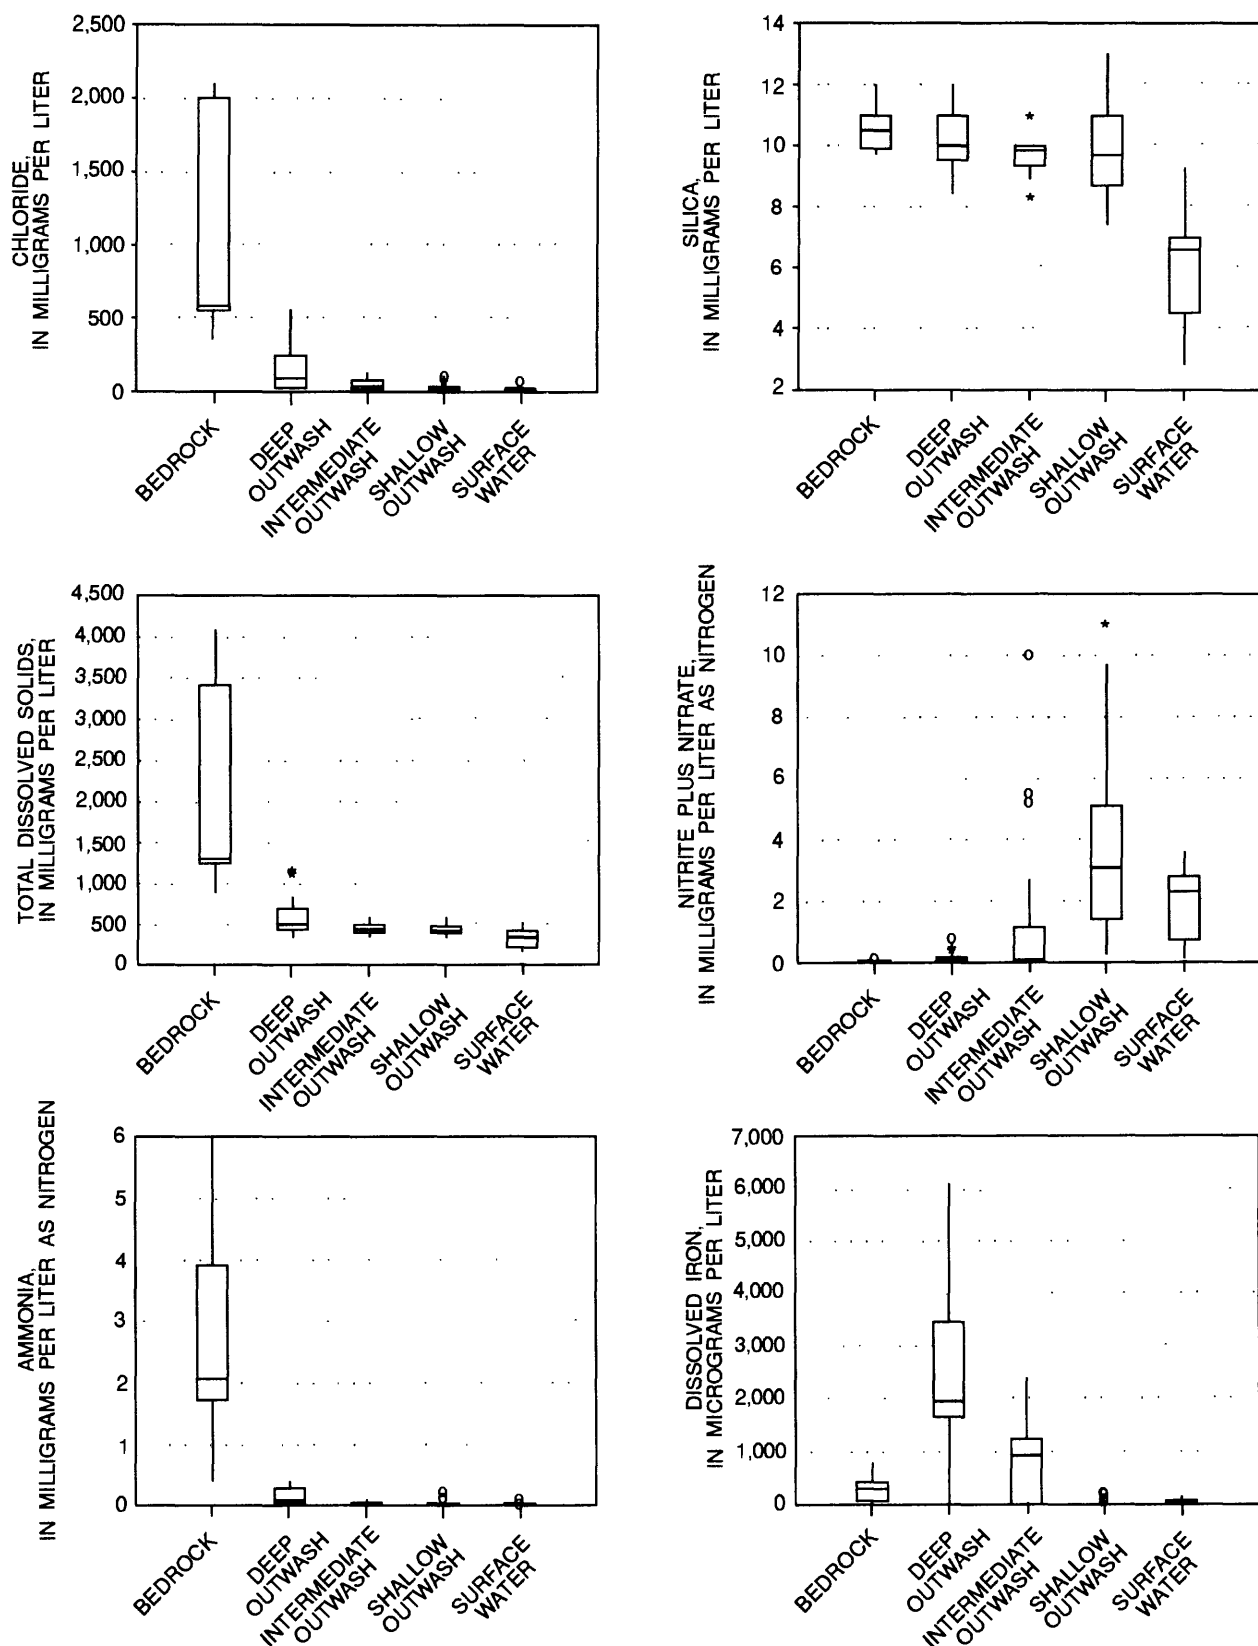 CHLORIDE,
IN MILLIGRAMS PER LITER
2,500
2,000
1,500
1,000
500
0
BEDROCK
DEEP
OUTWASH
INTERMEDIATE
OUTWASH
SHALLOW
OUTWASH
SURFACE
WATER
SILICA,
IN MILLIGRAMS PER LITER
14
12
10
8
6
4
2
BEDROCK
DEEP
OUTWASH
INTERMEDIATE
OUTWASH
SHALLOW
OUTWASH
SURFACE
WATER
TOTAL DISSOLVED SOLIDS,
IN MILLIGRAMS PER LITER
4,500
4,000
3,500
3,000
2,500
2,000
1,500
1,000
500
0
BEDROCK
DEEP
OUTWASH
INTERMEDIATE
OUTWASH
SHALLOW
OUTWASH
SURFACE
WATER
NITRITE PLUS NITRATE,
IN MILLIGRAMS PER LITER AS NITROGEN
12
10
8
6
4
2
0
BEDROCK
DEEP
OUTWASH
INTERMEDIATE
OUTWASH
SHALLOW
OUTWASH
SURFACE
WATER
AMMONIA,
IN MILLIGRAMS PER LITER AS NITROGEN
6
5
4
3
2
1
0
BEDROCK
DEEP
OUTWASH
INTERMEDIATE
OUTWASH
SHALLOW
OUTWASH
SURFACE
WATER
DISSOLVED IRON,
IN MICROGRAMS PER LITER
7,000
6,000
5,000
4,000
3,000
2,000
1,000
0
BEDROCK
DEEP
OUTWASH
INTERMEDIATE
OUTWASH
SHALLOW
OUTWASH
SURFACE
WATER